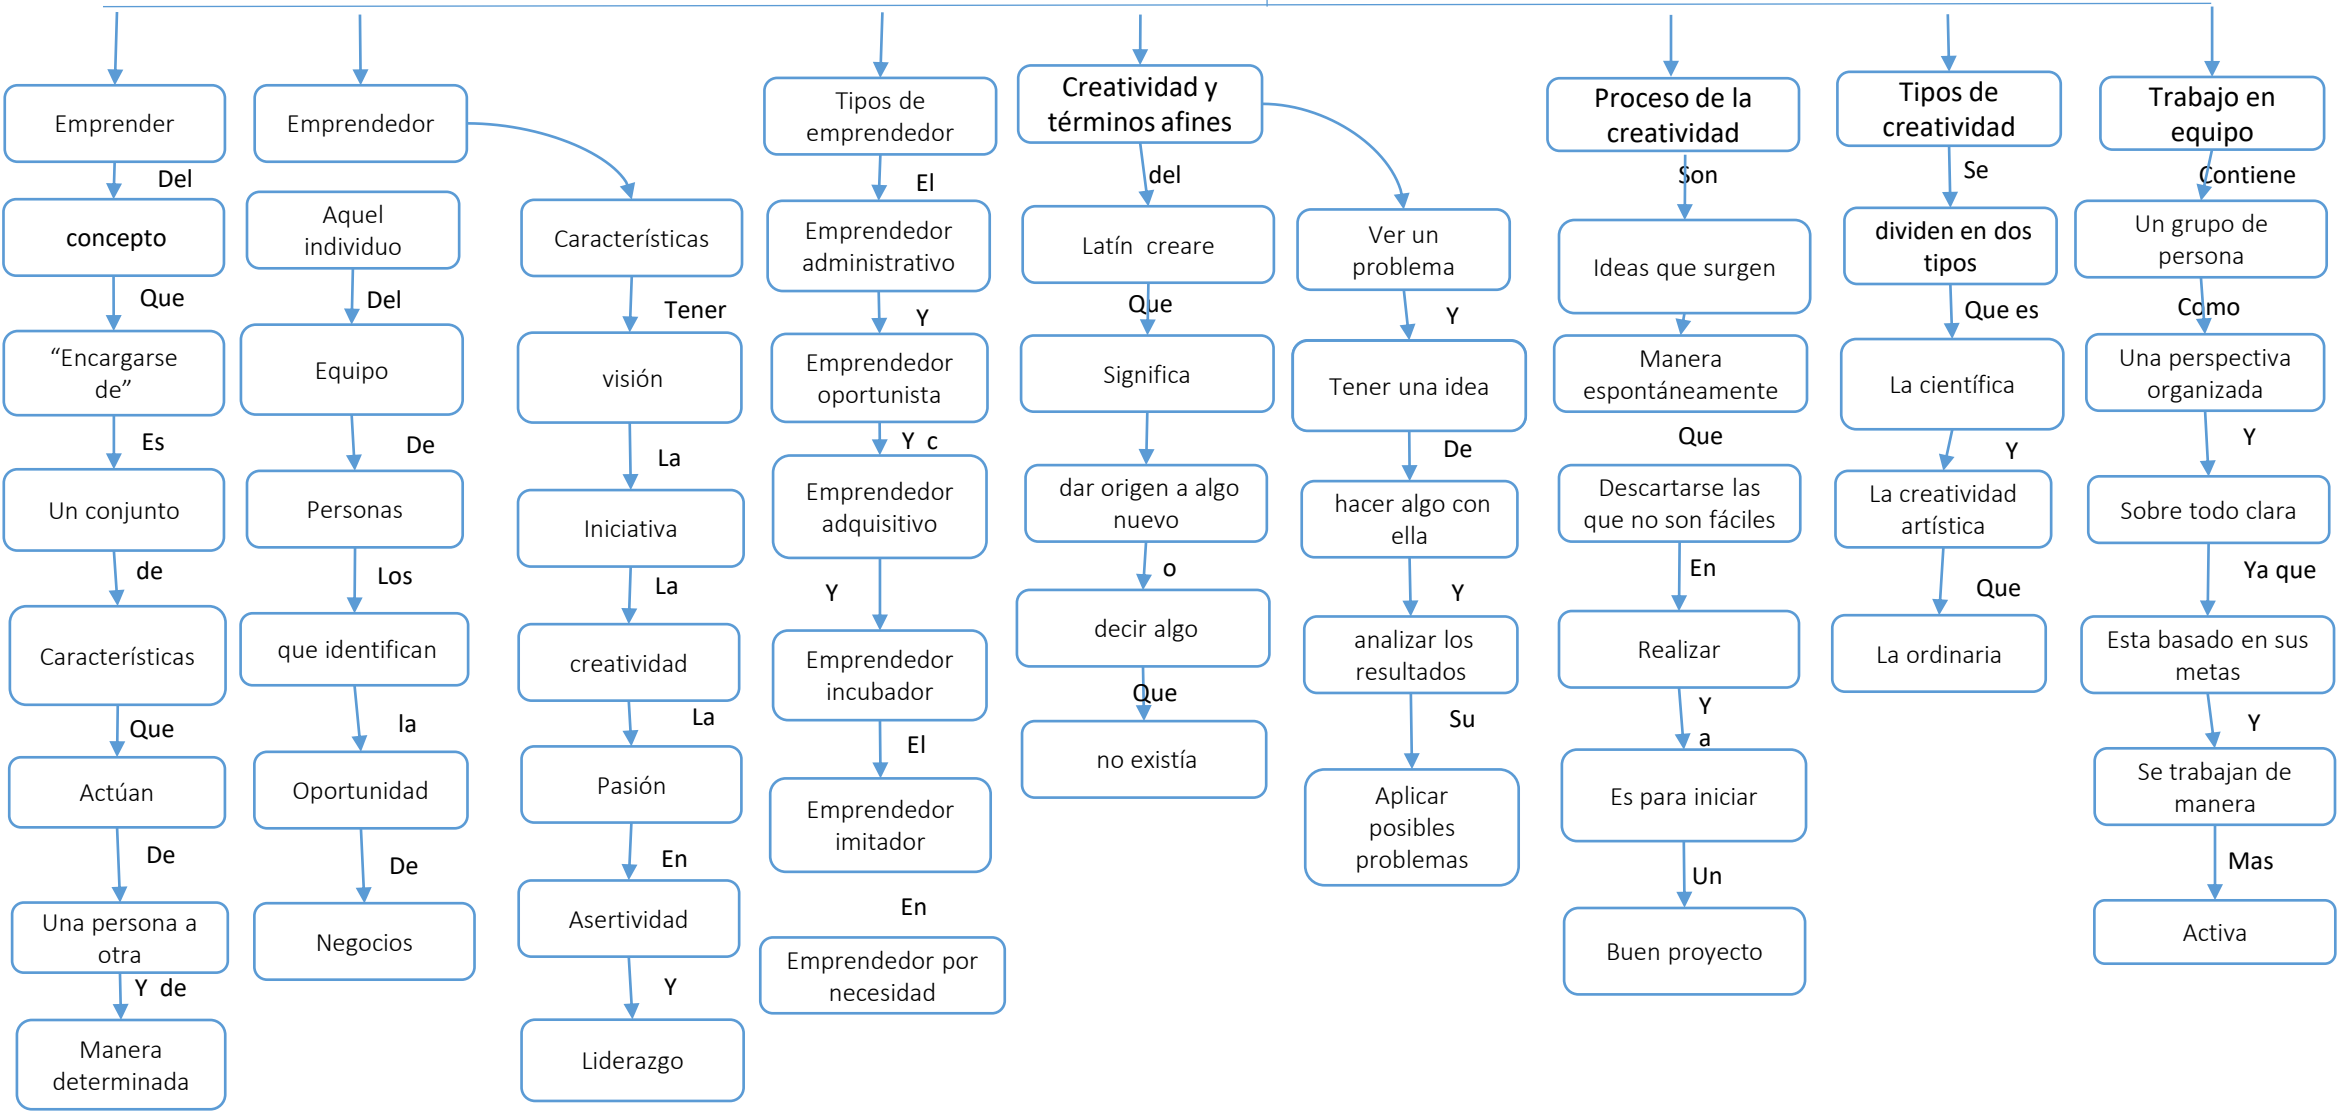 Emprender
Del
concepto
Que
“Encargarse
de”
Es
Un conjunto
de
Características
Que
Actúan
De
Una persona a
otra
Y de
Manera
determinada
Emprendedor
Aquel
individuo
Del
Equipo
De
Personas
Los
que identifican
la
Oportunidad
De
Negocios
Características
Tener
visión
La
Iniciativa
La
creatividad
La
Pasión
En
Asertividad
Y
Liderazgo
Tipos de
emprendedor
El
Emprendedor
administrativo
Y
Emprendedor
oportunista
Y c
Emprendedor
adquisitivo
Y
Emprendedor
incubador
El
Emprendedor
imitador
En
Emprendedor por
necesidad
Creatividad y
términos afines
del
Latín creare
Que
Significa
dar origen a algo
nuevo
o
decir algo
Que
no existía
Ver un
problema
Y
Tener una idea
De
hacer algo con
ella
Y
analizar los
resultados
Su
Aplicar
posibles
problemas
Proceso de la
creatividad
Son
Ideas que surgen
Manera
espontáneamente
Que
Descartarse las
que no son fáciles
En
Realizar
Y
a
Es para iniciar
Un
Buen proyecto
Tipos de
creatividad
Se
dividen en dos
tipos
Que es
La científica
Y
La creatividad
artística
Que
La ordinaria
Trabajo en
equipo
Contiene
Un grupo de
persona
Como
Una perspectiva
organizada
Y
Sobre todo clara
Ya que
Esta basado en sus
metas
Y
Se trabajan de
manera
Mas
Activa